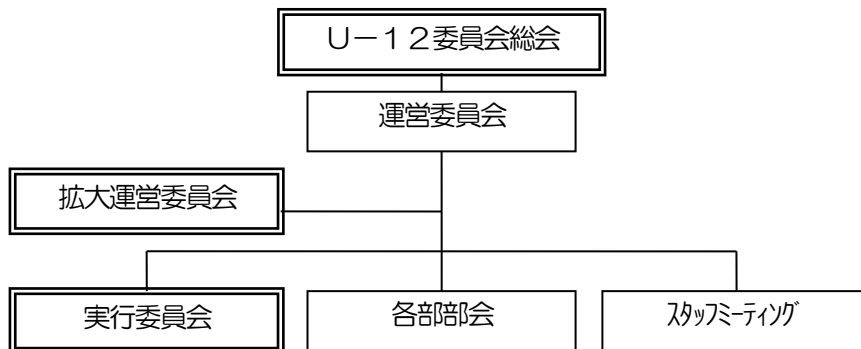 U－１２委員会総会
運営委員会
拡大運営委員会
実行委員会
各部部会
ｽﾀｯﾌﾐｰﾃｨﾝｸﾞ